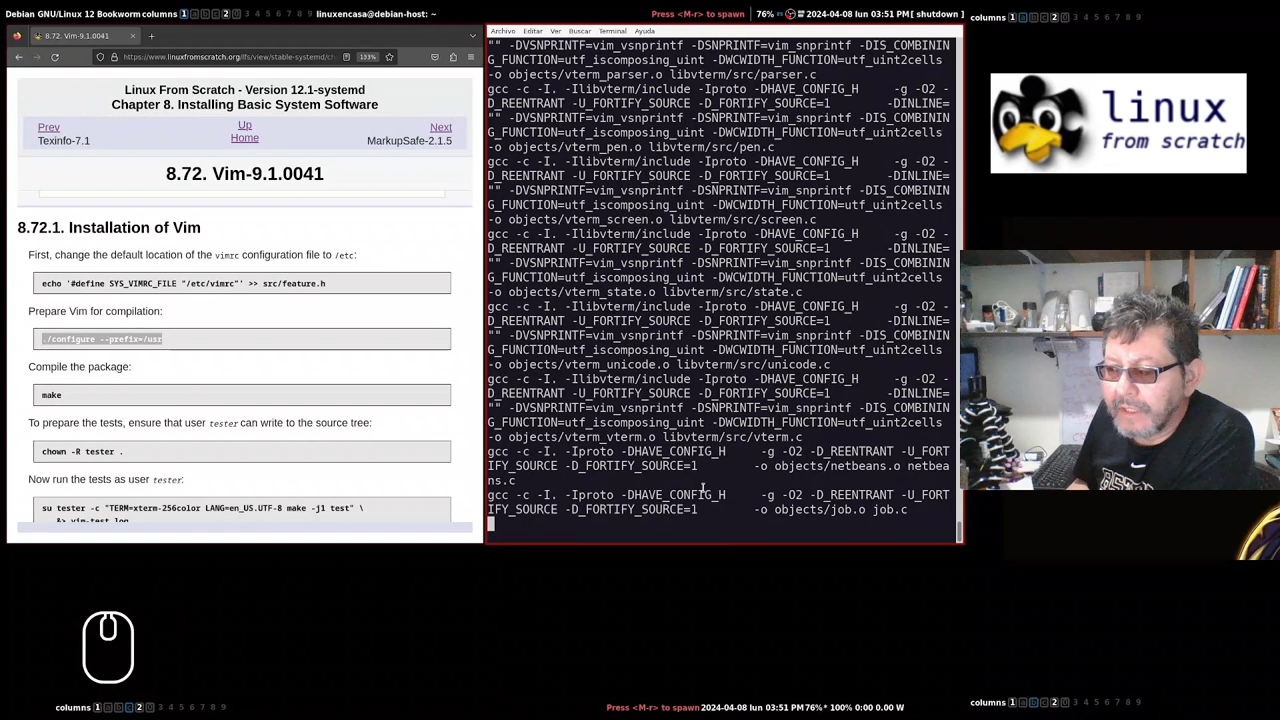 Debian GNU/Linux 12 Bookworm columns 1 a b c 2 0 3 4 5 6 7 8 9 linuxencasa@debian-host: ~ Press <M-r> to spawn 76% 2024-04-08 lun 03:51 PM [ shutdown ]
columns 1 a b c 2 0 3 4 5 6 7 8 9
8.72. Vim-9.1.0041
https://www.linuxfromscratch.org/lfs/view/stable-systemd/ch 133%
Linux From Scratch - Version 12.1-systemd
Chapter 8. Installing Basic System Software
Prev Up Next
Texinfo-7.1 Home MarkupSafe-2.1.5
8.72. Vim-9.1.0041
8.72.1. Installation of Vim
First, change the default location of the vimrc configuration file to /etc:
echo '#define SYS_VIMRC_FILE "/etc/vimrc"' >> src/feature.h
Prepare Vim for compilation:
./configure --prefix=/usr
Compile the package:
make
To prepare the tests, ensure that user tester can write to the source tree:
chown -R tester .
Now run the tests as user tester:
su tester -c "TERM=xterm-256color LANG=en_US.UTF-8 make -j1 test" \
&> vim-test.log
Archivo Editar Ver Buscar Terminal Ayuda
"" -DVSNPRINTF=vim_vsnprintf -DSNPRINTF=vim_snprintf -DIS_COMBININ
G_FUNCTION=utf_iscomposing_uint -DWCWIDTH_FUNCTION=utf_uint2cells
-o objects/vterm_parser.o libvterm/src/parser.c
gcc -c -I. -Ilibvterm/include -Iproto -DHAVE_CONFIG_H -g -O2 -
D_REENTRANT -U_FORTIFY_SOURCE -D_FORTIFY_SOURCE=1 -DINLINE=
"" -DVSNPRINTF=vim_vsnprintf -DSNPRINTF=vim_snprintf -DIS_COMBININ
G_FUNCTION=utf_iscomposing_uint -DWCWIDTH_FUNCTION=utf_uint2cells
-o objects/vterm_pen.o libvterm/src/pen.c
gcc -c -I. -Ilibvterm/include -Iproto -DHAVE_CONFIG_H -g -O2 -
D_REENTRANT -U_FORTIFY_SOURCE -D_FORTIFY_SOURCE=1 -DINLINE=
"" -DVSNPRINTF=vim_vsnprintf -DSNPRINTF=vim_snprintf -DIS_COMBININ
G_FUNCTION=utf_iscomposing_uint -DWCWIDTH_FUNCTION=utf_uint2cells
-o objects/vterm_screen.o libvterm/src/screen.c
gcc -c -I. -Ilibvterm/include -Iproto -DHAVE_CONFIG_H -g -O2 -
D_REENTRANT -U_FORTIFY_SOURCE -D_FORTIFY_SOURCE=1 -DINLINE=
"" -DVSNPRINTF=vim_vsnprintf -DSNPRINTF=vim_snprintf -DIS_COMBININ
G_FUNCTION=utf_iscomposing_uint -DWCWIDTH_FUNCTION=utf_uint2cells
-o objects/vterm_state.o libvterm/src/state.c
gcc -c -I. -Ilibvterm/include -Iproto -DHAVE_CONFIG_H -g -O2 -
D_REENTRANT -U_FORTIFY_SOURCE -D_FORTIFY_SOURCE=1 -DINLINE=
"" -DVSNPRINTF=vim_vsnprintf -DSNPRINTF=vim_snprintf -DIS_COMBININ
G_FUNCTION=utf_iscomposing_uint -DWCWIDTH_FUNCTION=utf_uint2cells
-o objects/vterm_unicode.o libvterm/src/unicode.c
gcc -c -I. -Ilibvterm/include -Iproto -DHAVE_CONFIG_H -g -O2 -
D_REENTRANT -U_FORTIFY_SOURCE -D_FORTIFY_SOURCE=1 -DINLINE=
"" -DVSNPRINTF=vim_vsnprintf -DSNPRINTF=vim_snprintf -DIS_COMBININ
G_FUNCTION=utf_iscomposing_uint -DWCWIDTH_FUNCTION=utf_uint2cells
-o objects/vterm_vterm.o libvterm/src/vterm.c
gcc -c -I. -Iproto -DHAVE_CONFIG_H -g -O2 -D_REENTRANT -U_FORT
IFY_SOURCE -D_FORTIFY_SOURCE=1 -o objects/netbeans.o netbea
ns.c
gcc -c -I. -Iproto -DHAVE_CONFIG_H -g -O2 -D_REENTRANT -U_FORT
IFY_SOURCE -D_FORTIFY_SOURCE=1 -o objects/job.o job.c
linux
from scratch
columns 1 a b c 2 0 3 4 5 6 7 8 9 Press <M-r> to spawn 2024-04-08 lun 03:51 PM 76%* 100% 0:00 0.00 W
columns 1 a b c 2 0 3 4 5 6 7 8 9